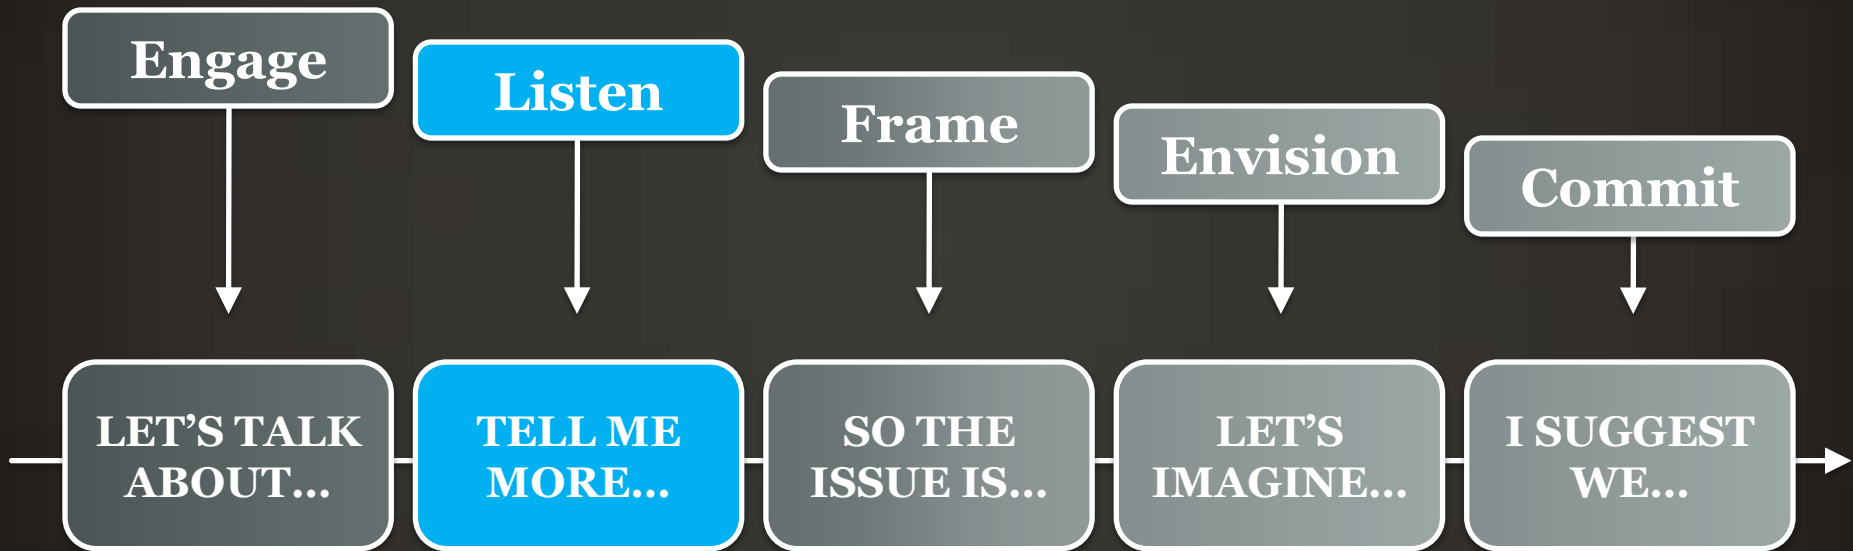 Engage
Listen
Frame
Envision
Commit
LET’S TALK
ABOUT…
TELL ME
MORE…
SO THE
ISSUE IS…
LET’S
IMAGINE…
I SUGGEST
WE…